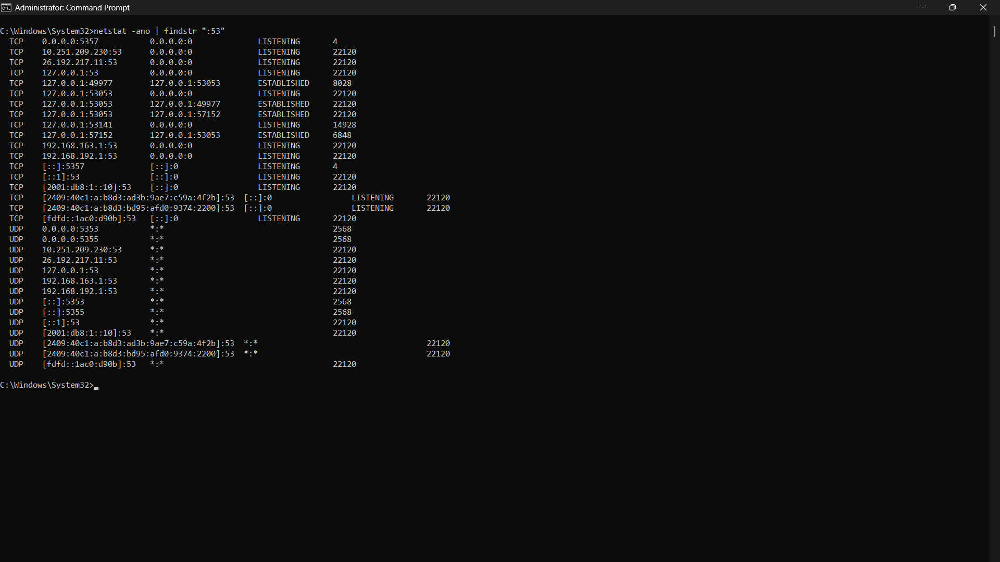 Administrator: Command Prompt
C:\Windows\System32>netstat -ano | findstr ":53"
TCP    0.0.0.0:5357           0.0.0.0:0              LISTENING       4
TCP    10.251.209.230:53      0.0.0.0:0              LISTENING       22120
TCP    26.192.217.11:53       0.0.0.0:0              LISTENING       22120
TCP    127.0.0.1:53           0.0.0.0:0              LISTENING       22120
TCP    127.0.0.1:49977        127.0.0.1:53053        ESTABLISHED     8028
TCP    127.0.0.1:53053        0.0.0.0:0              LISTENING       22120
TCP    127.0.0.1:53053        127.0.0.1:49977        ESTABLISHED     22120
TCP    127.0.0.1:53053        127.0.0.1:57152        ESTABLISHED     22120
TCP    127.0.0.1:53141        0.0.0.0:0              LISTENING       14928
TCP    127.0.0.1:57152        127.0.0.1:53053        ESTABLISHED     6848
TCP    192.168.163.1:53       0.0.0.0:0              LISTENING       22120
TCP    192.168.192.1:53       0.0.0.0:0              LISTENING       22120
TCP    [::]:5357              [::]:0                 LISTENING       4
TCP    [::1]:53               [::]:0                 LISTENING       22120
TCP    [2001:db8:1::10]:53    [::]:0                 LISTENING       22120
TCP    [2409:40c1:a:b8d3:ad3b:9ae7:c59a:4f2b]:53  [::]:0                 LISTENING       22120
TCP    [2409:40c1:a:b8d3:bd95:afd0:9374:2200]:53  [::]:0                 LISTENING       22120
TCP    [fdfd::1ac0:d90b]:53   [::]:0                 LISTENING       22120
UDP    0.0.0.0:5353           *:*                                    2568
UDP    0.0.0.0:5355           *:*                                    2568
UDP    10.251.209.230:53      *:*                                    22120
UDP    26.192.217.11:53       *:*                                    22120
UDP    127.0.0.1:53           *:*                                    22120
UDP    192.168.163.1:53       *:*                                    22120
UDP    192.168.192.1:53       *:*                                    22120
UDP    [::]:5353              *:*                                    2568
UDP    [::]:5355              *:*                                    2568
UDP    [::1]:53               *:*                                    22120
UDP    [2001:db8:1::10]:53    *:*                                    22120
UDP    [2409:40c1:a:b8d3:ad3b:9ae7:c59a:4f2b]:53  *:*                                    22120
UDP    [2409:40c1:a:b8d3:bd95:afd0:9374:2200]:53  *:*                                    22120
UDP    [fdfd::1ac0:d90b]:53   *:*                                    22120
C:\Windows\System32>